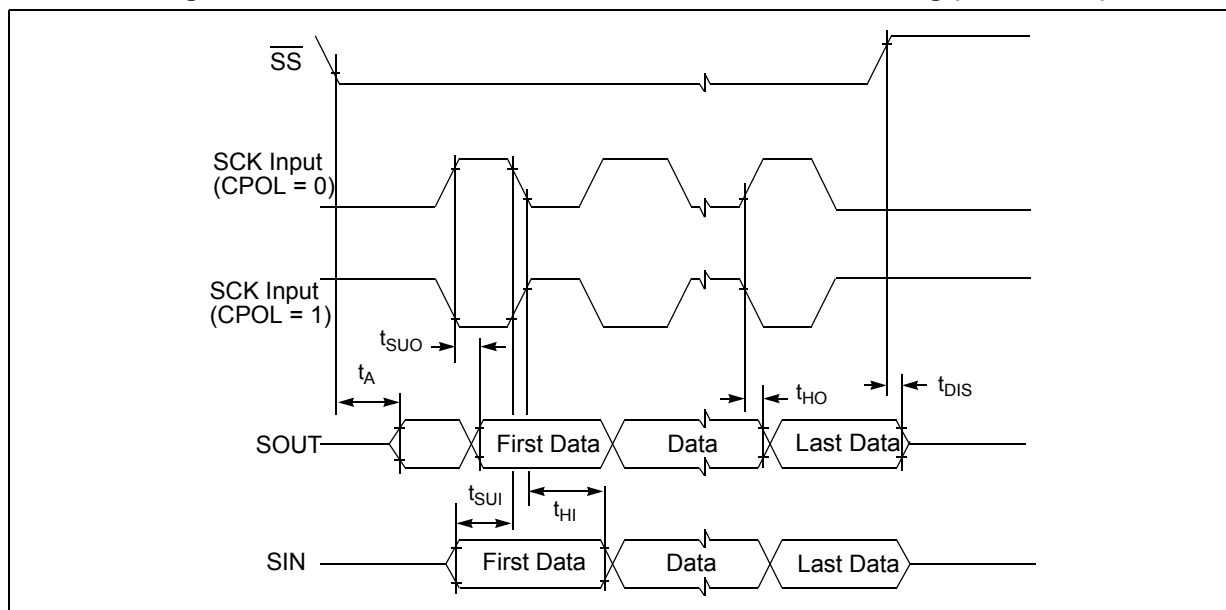 SS
SCK Input
(CPOL = 0)
SCK Input
(CPOL = 1)
tSUO
tA
tHO
tDIS
SOUT
First Data
Data
Last Data
tSUI
tHI
SIN
First Data
Data
Last Data